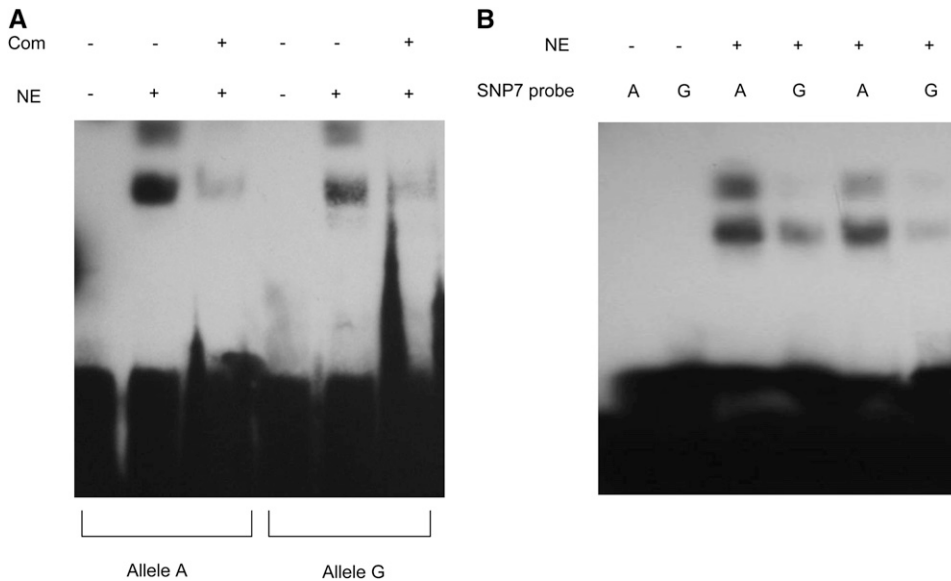 A
Com - - + - - +
NE - + + - + +
Allele A Allele G
B
NE - - + + + +
SNP7 probe A G A G A G